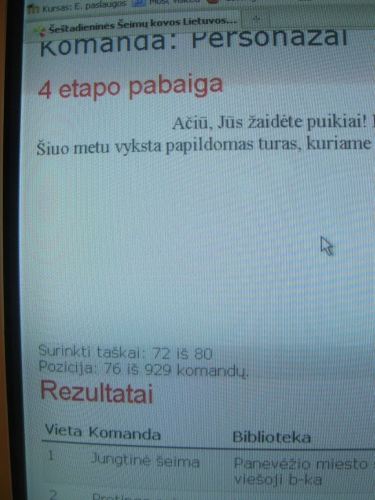 Kursas: E. paslaugos
Šeštadieninės Šeimų kovos Lietuvos...
Komanda: Personažai
4 etapo pabaiga
Ačiū, Jūs žaidėte puikiai!
Šiuo metu vyksta papildomas turas, kuriame
Surinkti taškai: 72 iš 80
Pozicija: 76 iš 929 komandų.
Rezultatai
Vieta Komanda Biblioteka
1 Jungtinė šeima Panevėžio miesto
viešoji b-ka
2